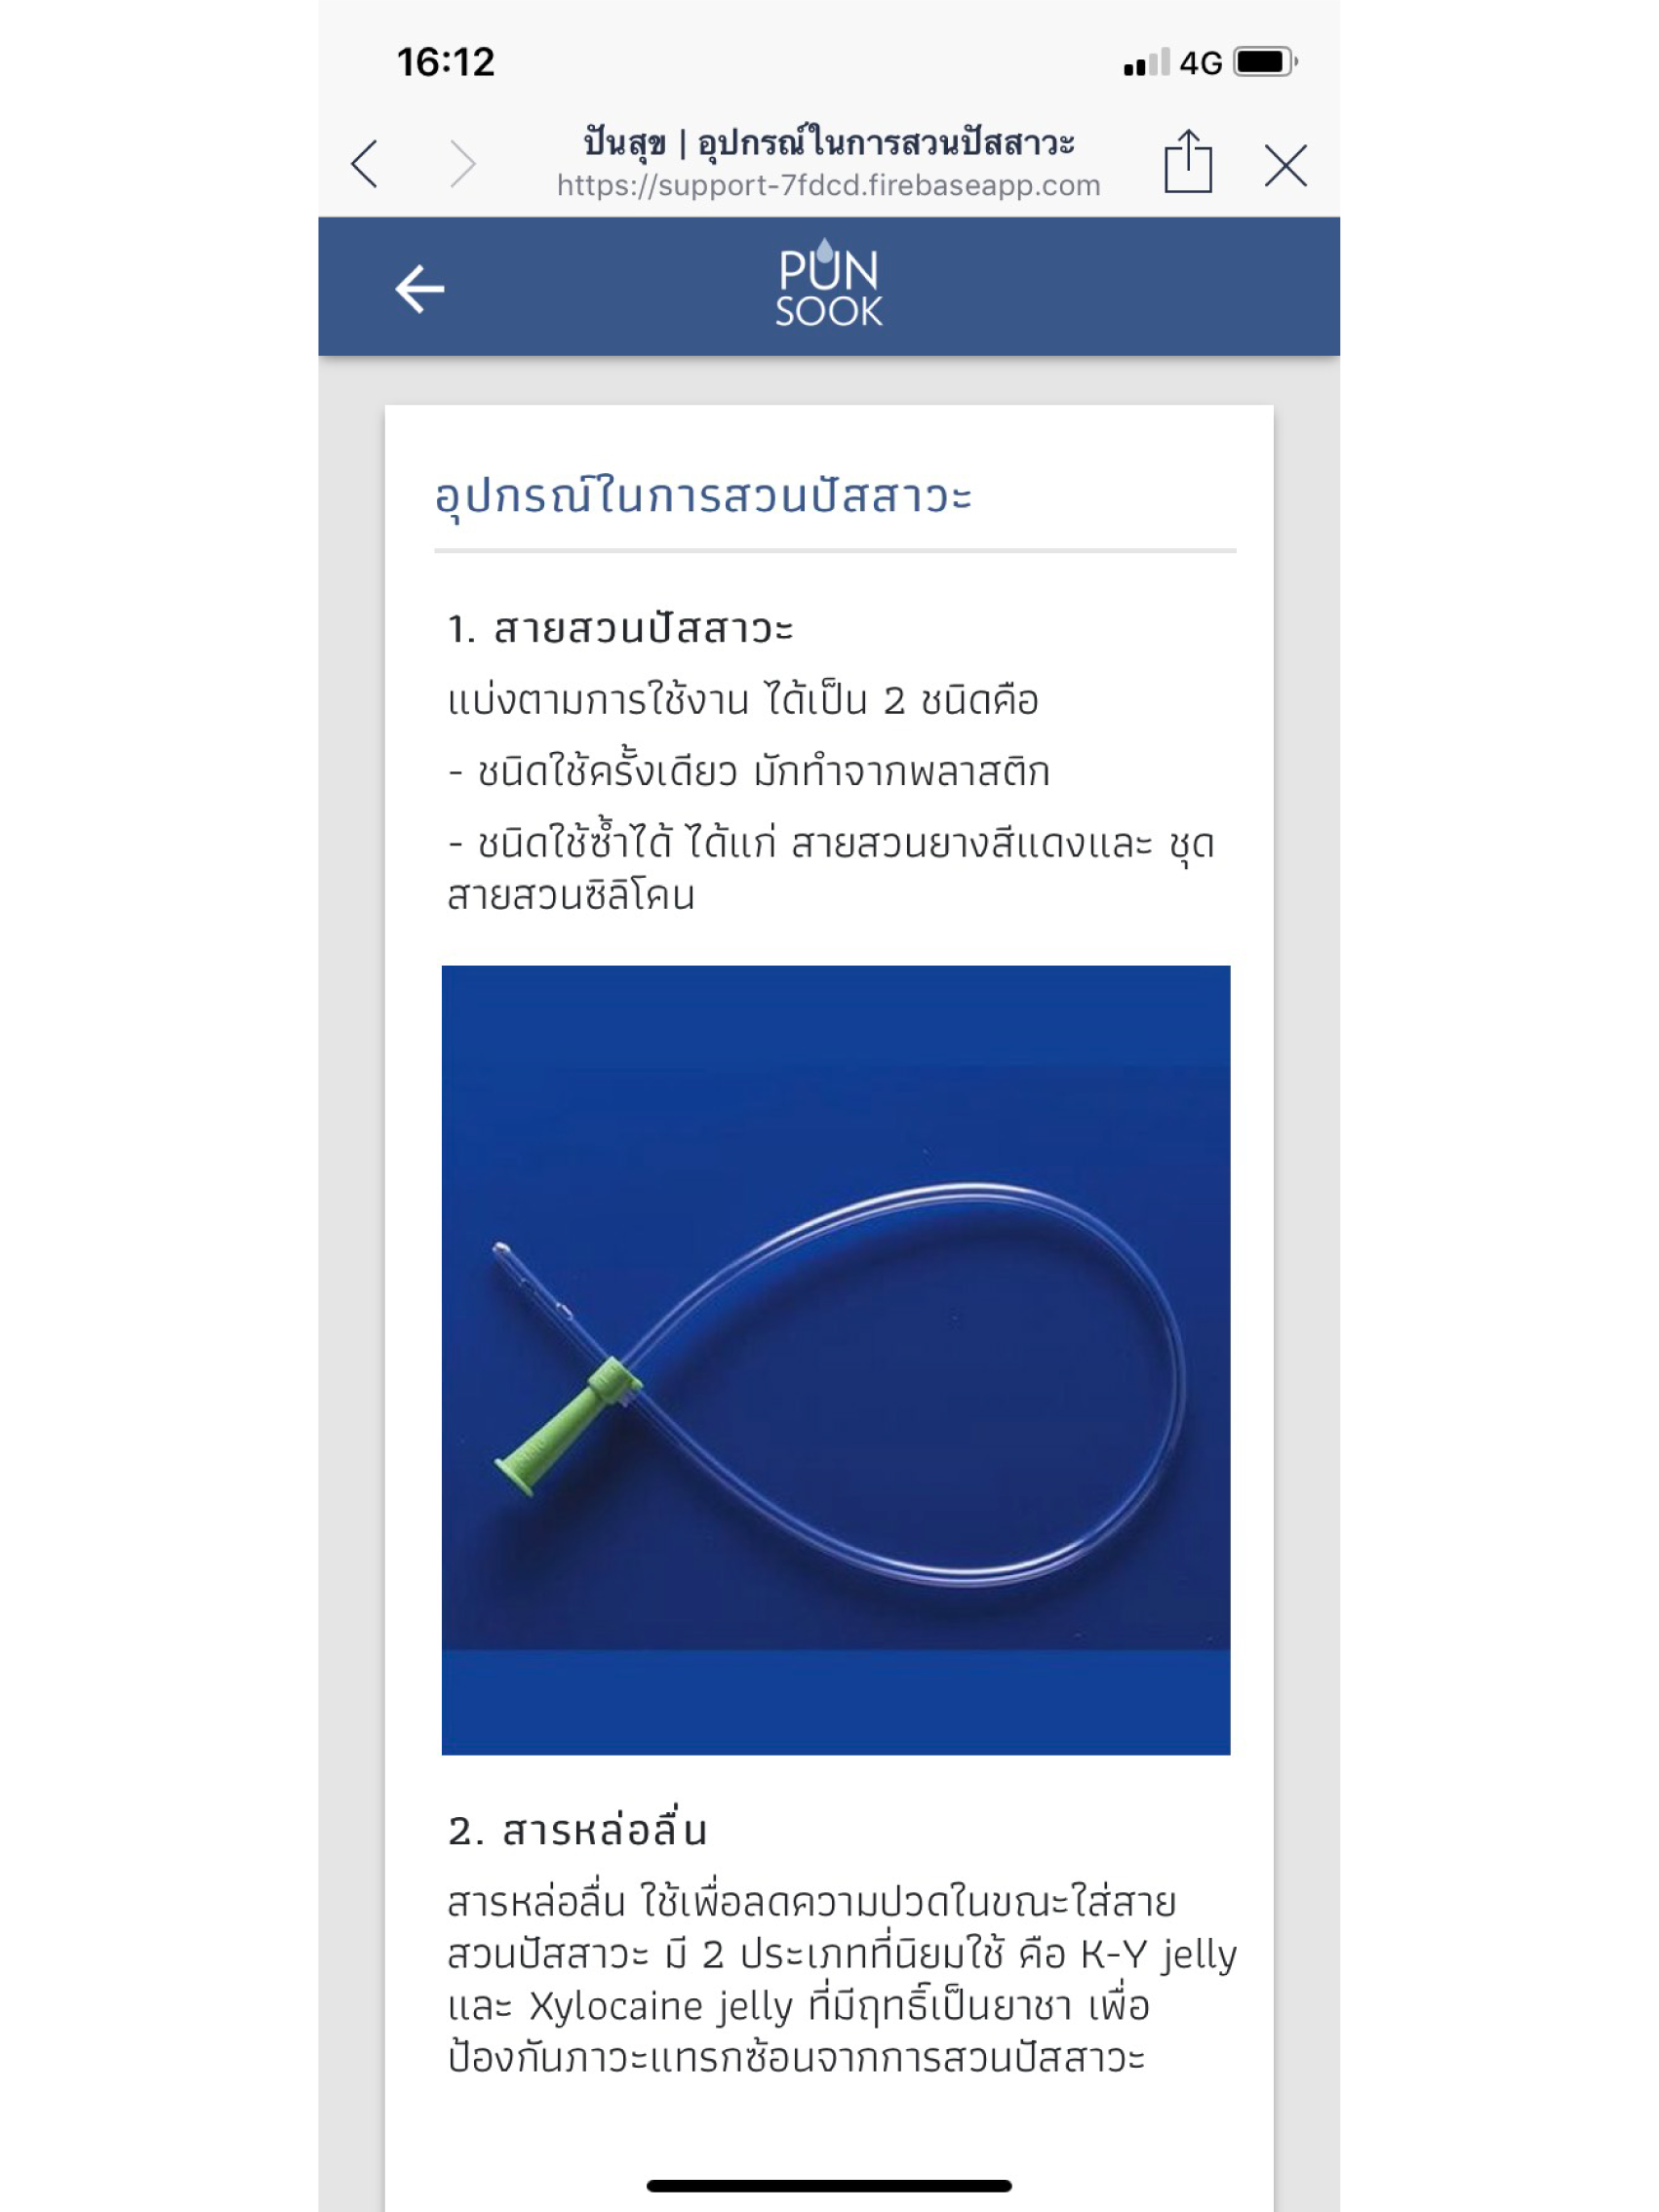 16:12
4G
ปันสุข | อุปกรณ์ในการสวนปัสสาวะ
https://support-7fdcd.firebaseapp.com
PUN
SOOK
อุปกรณ์ในการสวนปัสสาวะ
1. สายสวนปัสสาวะ
แบ่งตามการใช้งาน ได้เป็น 2 ชนิดคือ
- ชนิดใช้ครั้งเดียว มักทำจากพลาสติก
- ชนิดใช้ซ้ำได้ ได้แก่ สายสวนยางสีแดงและ ชุด
สายสวนซิลิโคน
2. สารหล่อลื่น
สารหล่อลื่น ใช้เพื่อลดความปวดในขณะใส่สาย
สวนปัสสาวะ มี 2 ประเภทที่นิยมใช้ คือ K-Y jelly
และ Xylocaine jelly ที่มีฤทธิ์เป็นยาชา เพื่อ
ป้องกันภาวะแทรกซ้อนจากการสวนปัสสาวะ